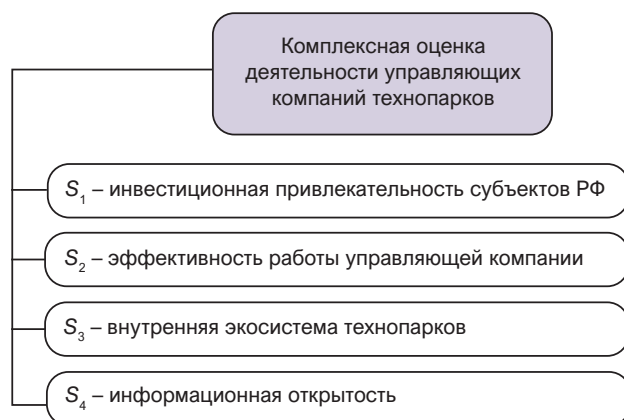 Комплексная оценка
деятельности управляющих
компаний технопарков
S₁ – инвестиционная привлекательность субъектов РФ
S₂ – эффективность работы управляющей компании
S₃ – внутренняя экосистема технопарков
S₄ – информационная открытость